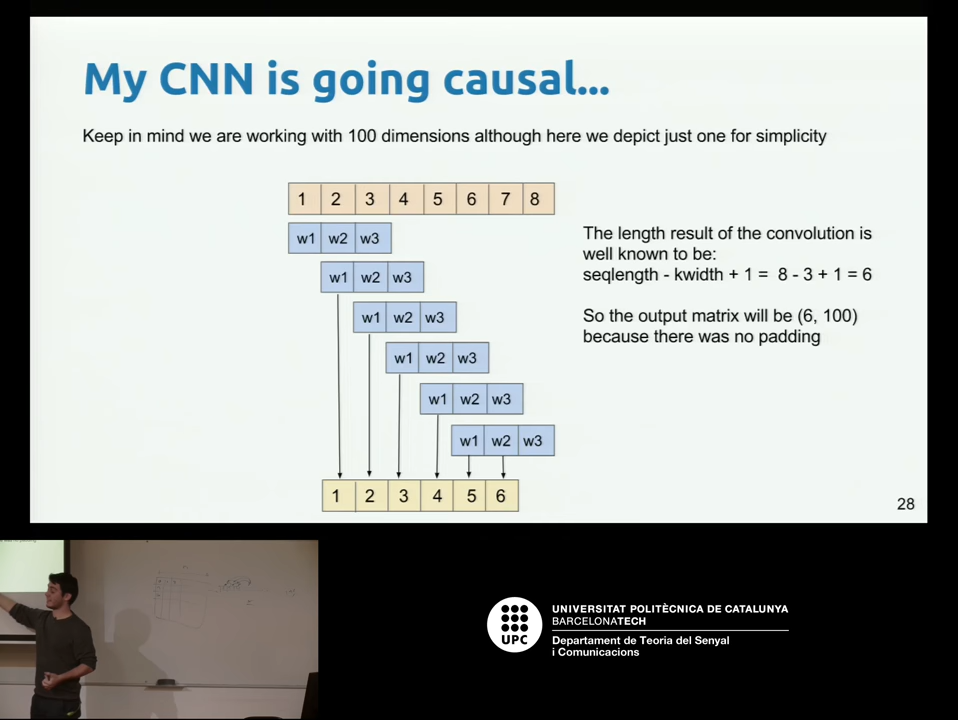 My CNN is going causal...
Keep in mind we are working with 100 dimensions although here we depict just one for simplicity
1 2 3 4 5 6 7 8
w1 w2 w3
w1 w2 w3
w1 w2 w3
w1 w2 w3
w1 w2 w3
w1 w2 w3
1 2 3 4 5 6
The length result of the convolution is
well known to be:
seqlength - kwidth + 1 = 8 - 3 + 1 = 6
So the output matrix will be (6, 100)
because there was no padding
28
UPC
UNIVERSITAT POLITÈCNICA DE CATALUNYA
BARCELONATECH
Departament de Teoria del Senyal
i Comunicacions